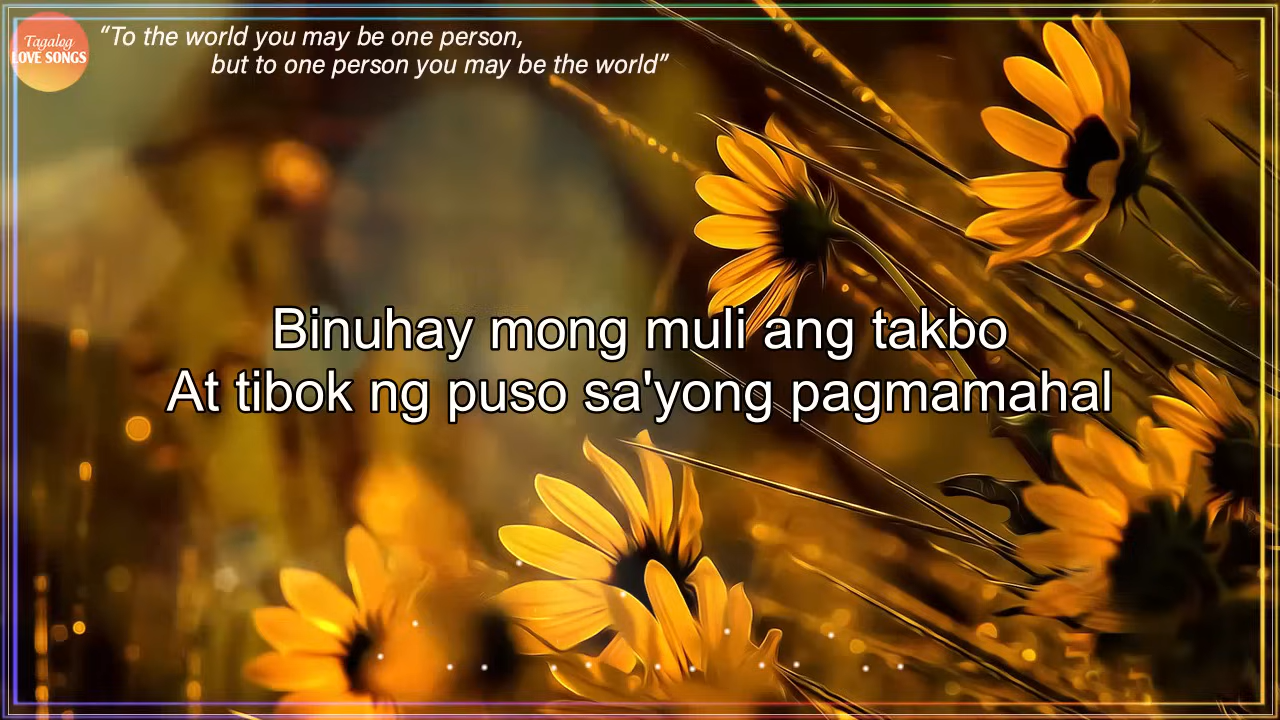 Tagalog
LOVE SONGS
“To the world you may be one person,
but to one person you may be the world”
Binuhay mong muli ang takbo
At tibok ng puso sa'yong pagmamahal